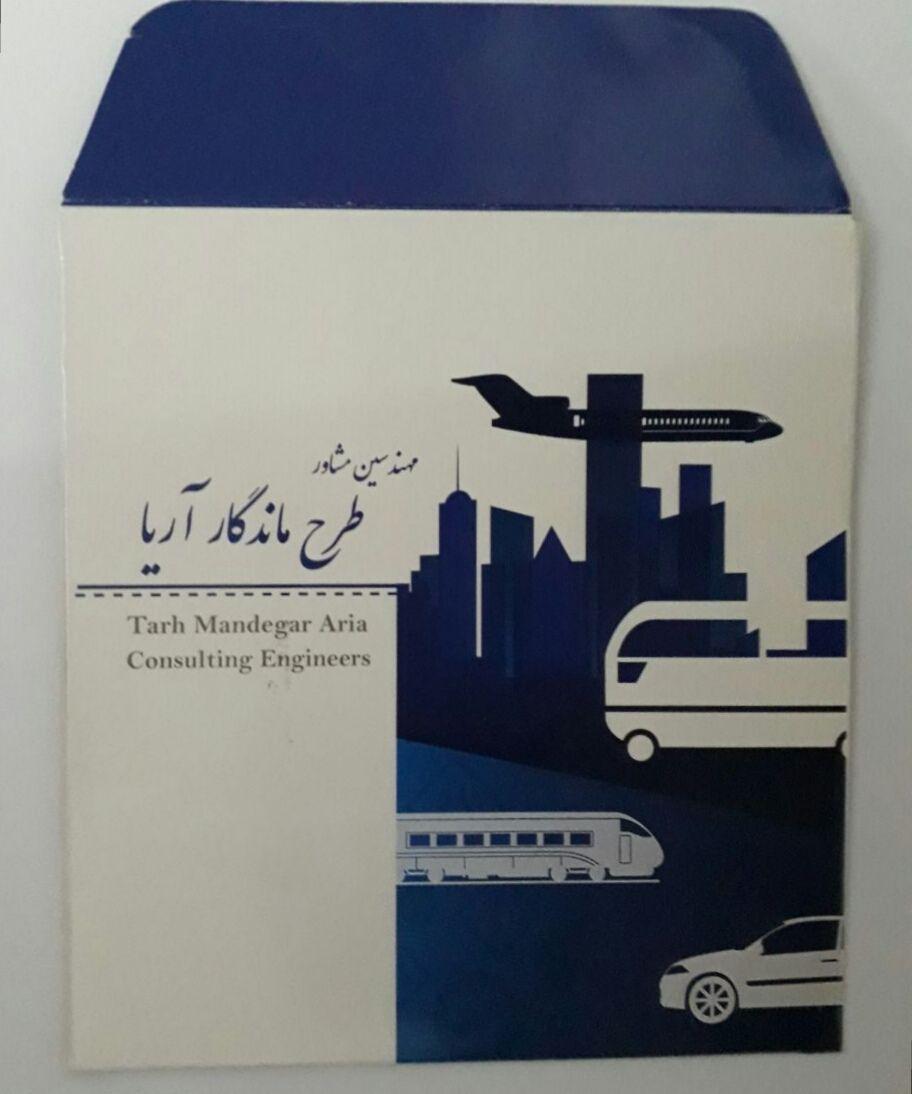 مهندسین مشاور
طرح ماندگار آریا
Tarh Mandegar Aria
Consulting Engineers